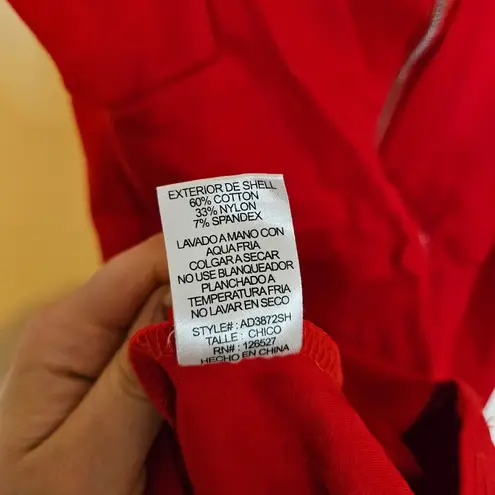 EXTERIOR DE SHELL
60% COTTON
33% NYLON
7% SPANDEX
LAVADO A MANO CON
AQUA FRIA
COLGAR A SECAR
NO USE BLANQUEADOR
PLANCHADO A
TEMPERATURA FRIA
NO LAVAR EN SECO
STYLE# : AD3872SH
TALLE : CHICO
RN# : 126527
HECHO EN CHINA